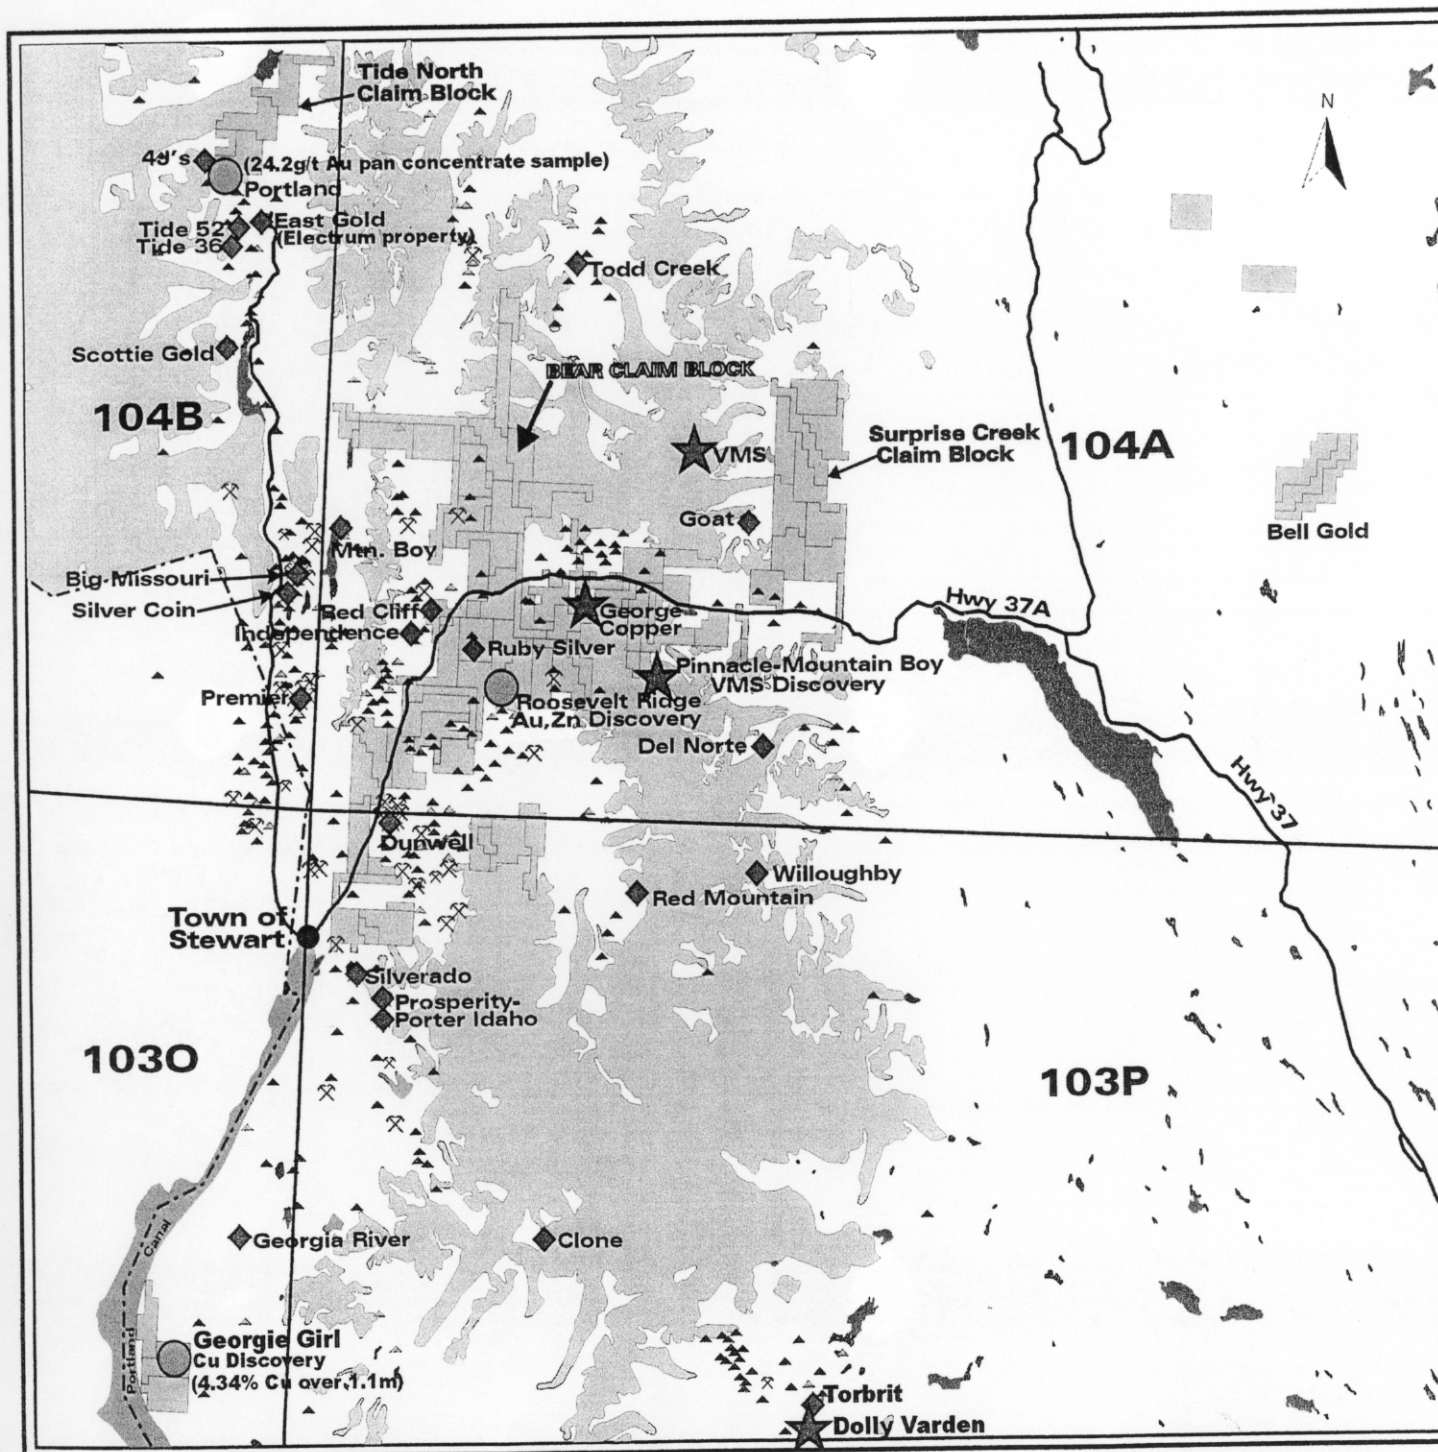 Tide North
Claim Block
N
4J's
(24.2g/t Au pan concentrate sample)
Portland
Tide 52
East Gold
(Electrum property)
Tide 36
Todd Creek
Scottie Gold
BEAR CLAIM BLOCK
104B
Surprise Creek
Claim Block
104A
VMS
Goat
Bell Gold
Mtn. Boy
Big Missouri
Silver Coin
Red Cliff
Independence
George
Copper
Hwy 37A
Ruby Silver
Pinnacle-Mountain Boy
VMS Discovery
Premier
Roosevelt Ridge
Au,Zn Discovery
Del Norte
Hwy 37
Dunwell
Willoughby
Red Mountain
Town of
Stewart
Silverado
Prosperity-
Porter Idaho
103O
103P
Canal
Georgia River
Clone
Portland
Georgie Girl
Cu Discovery
(4.34% Cu over 1.1m)
Torbrit
Dolly Varden